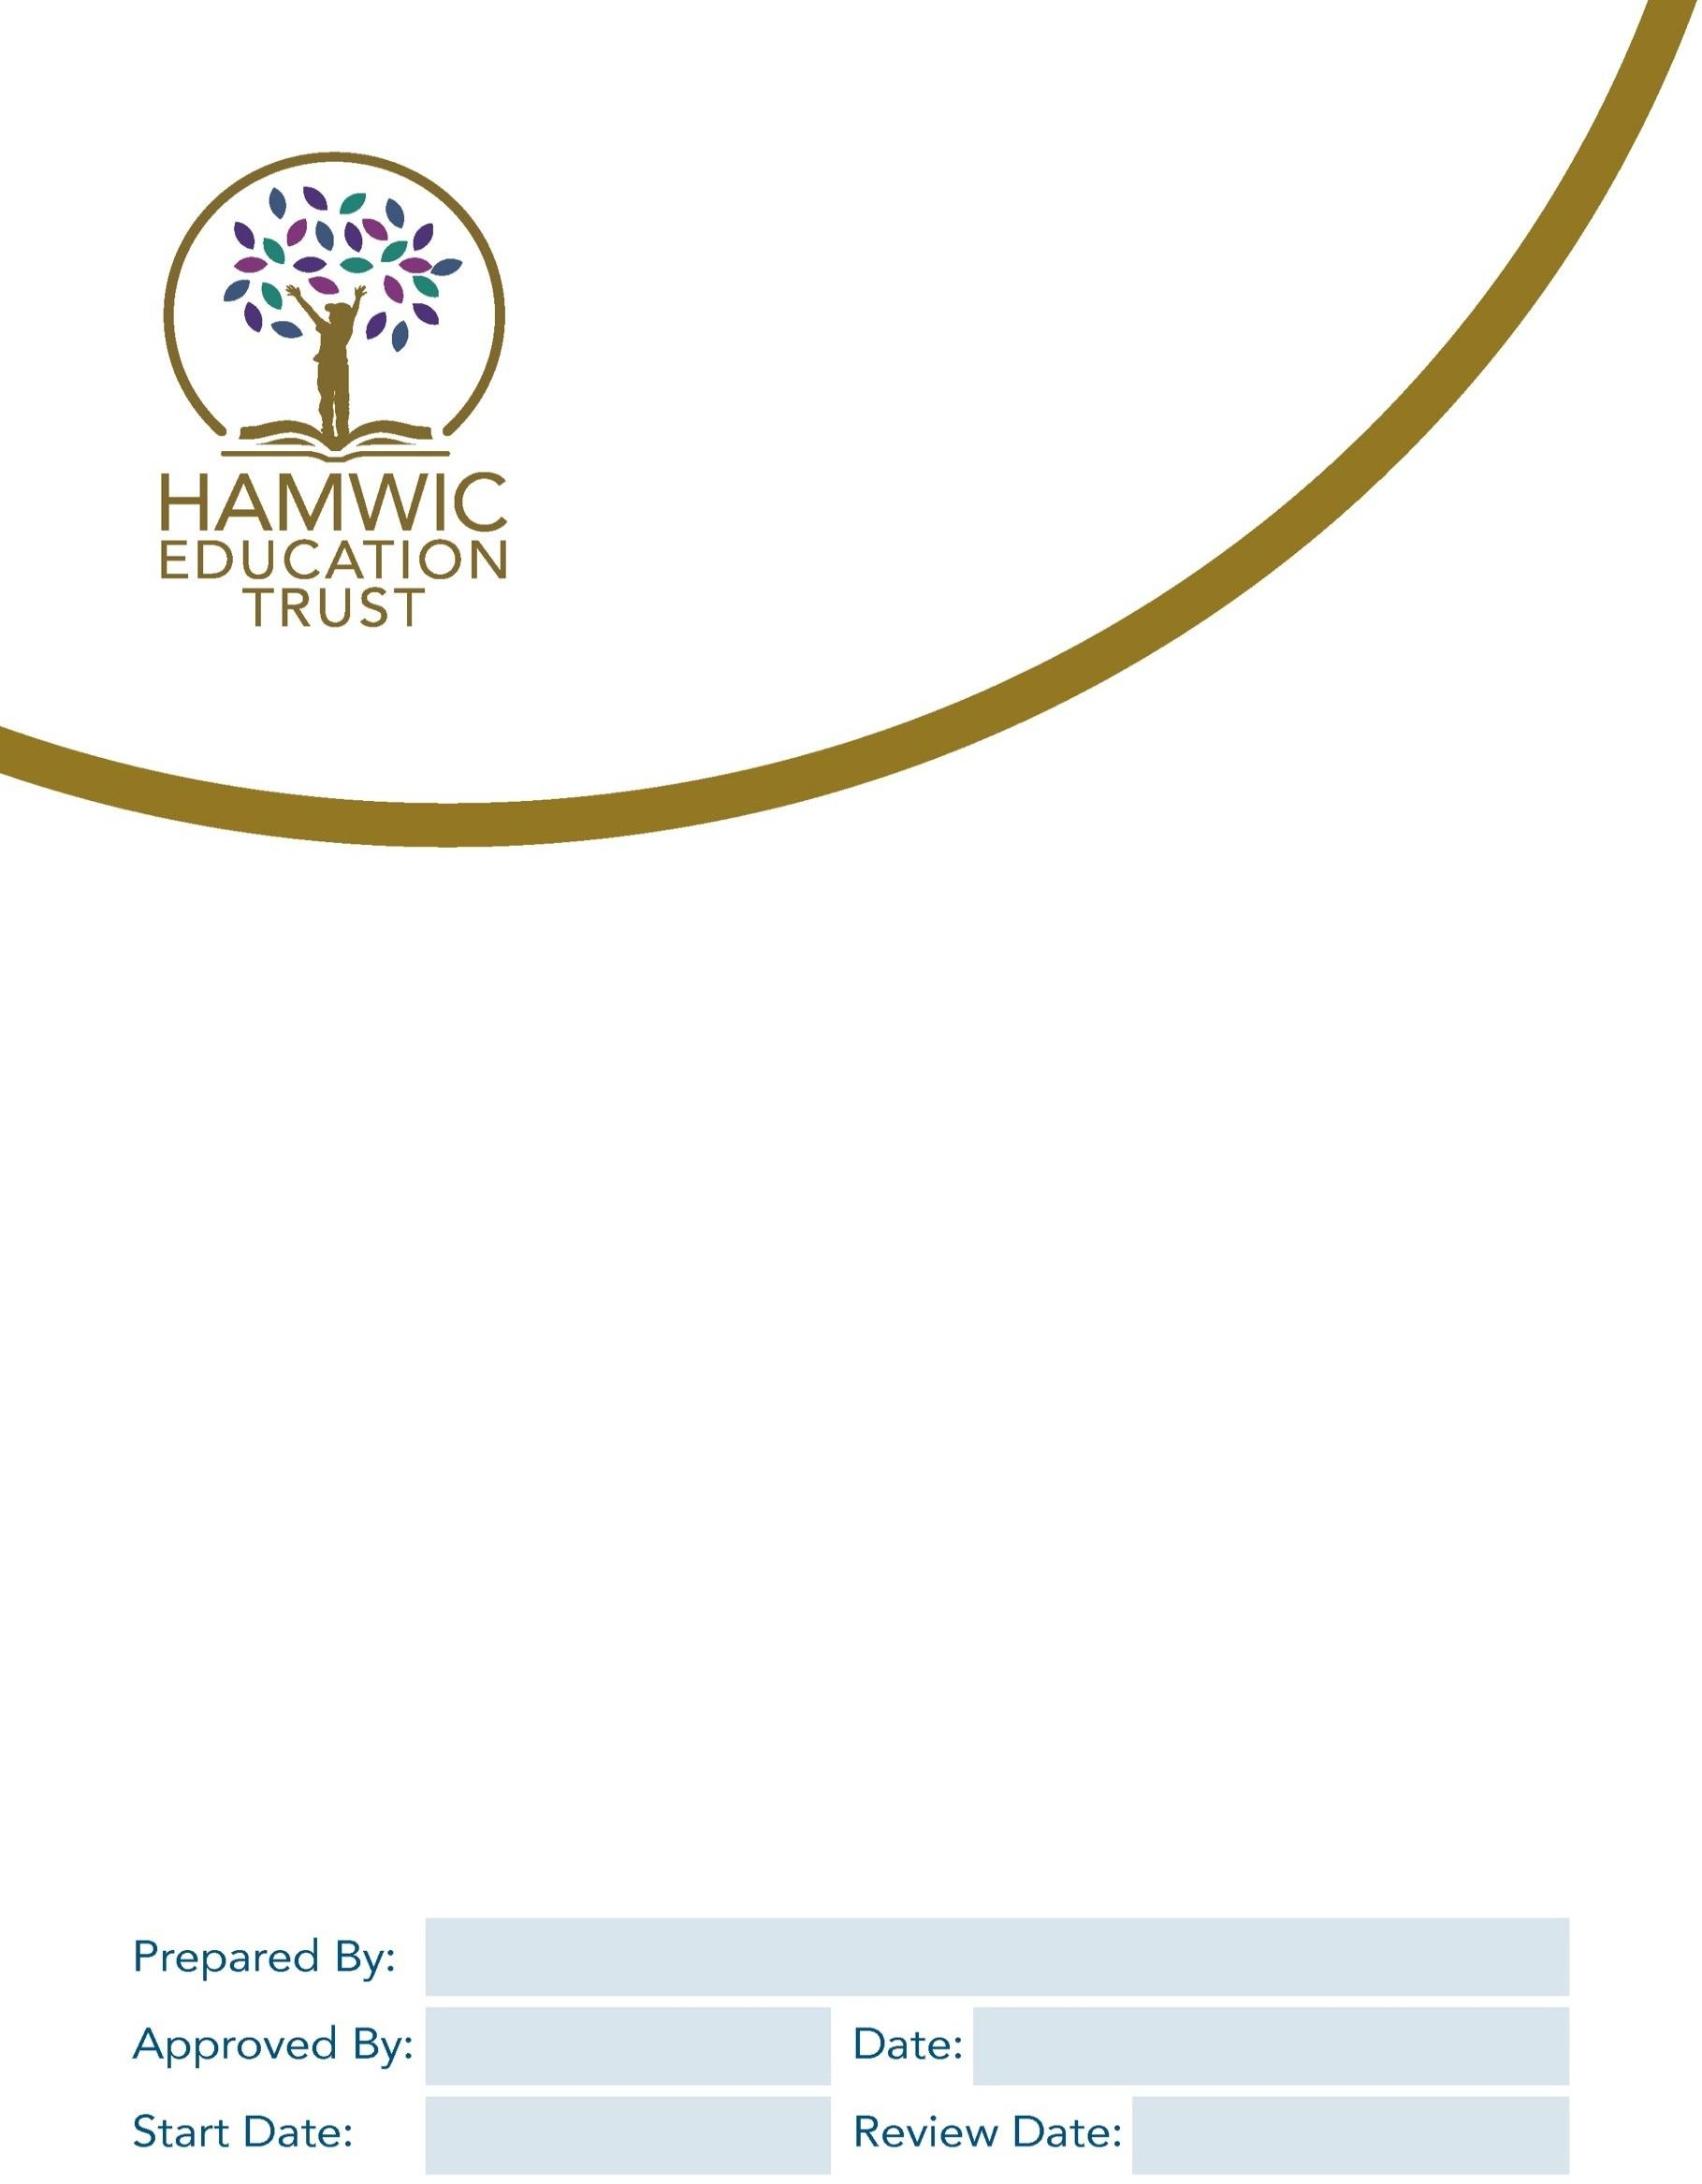 HAMWIC
EDUCATION
TRUST
Prepared By:
Approved By: Date:
Start Date: Review Date: